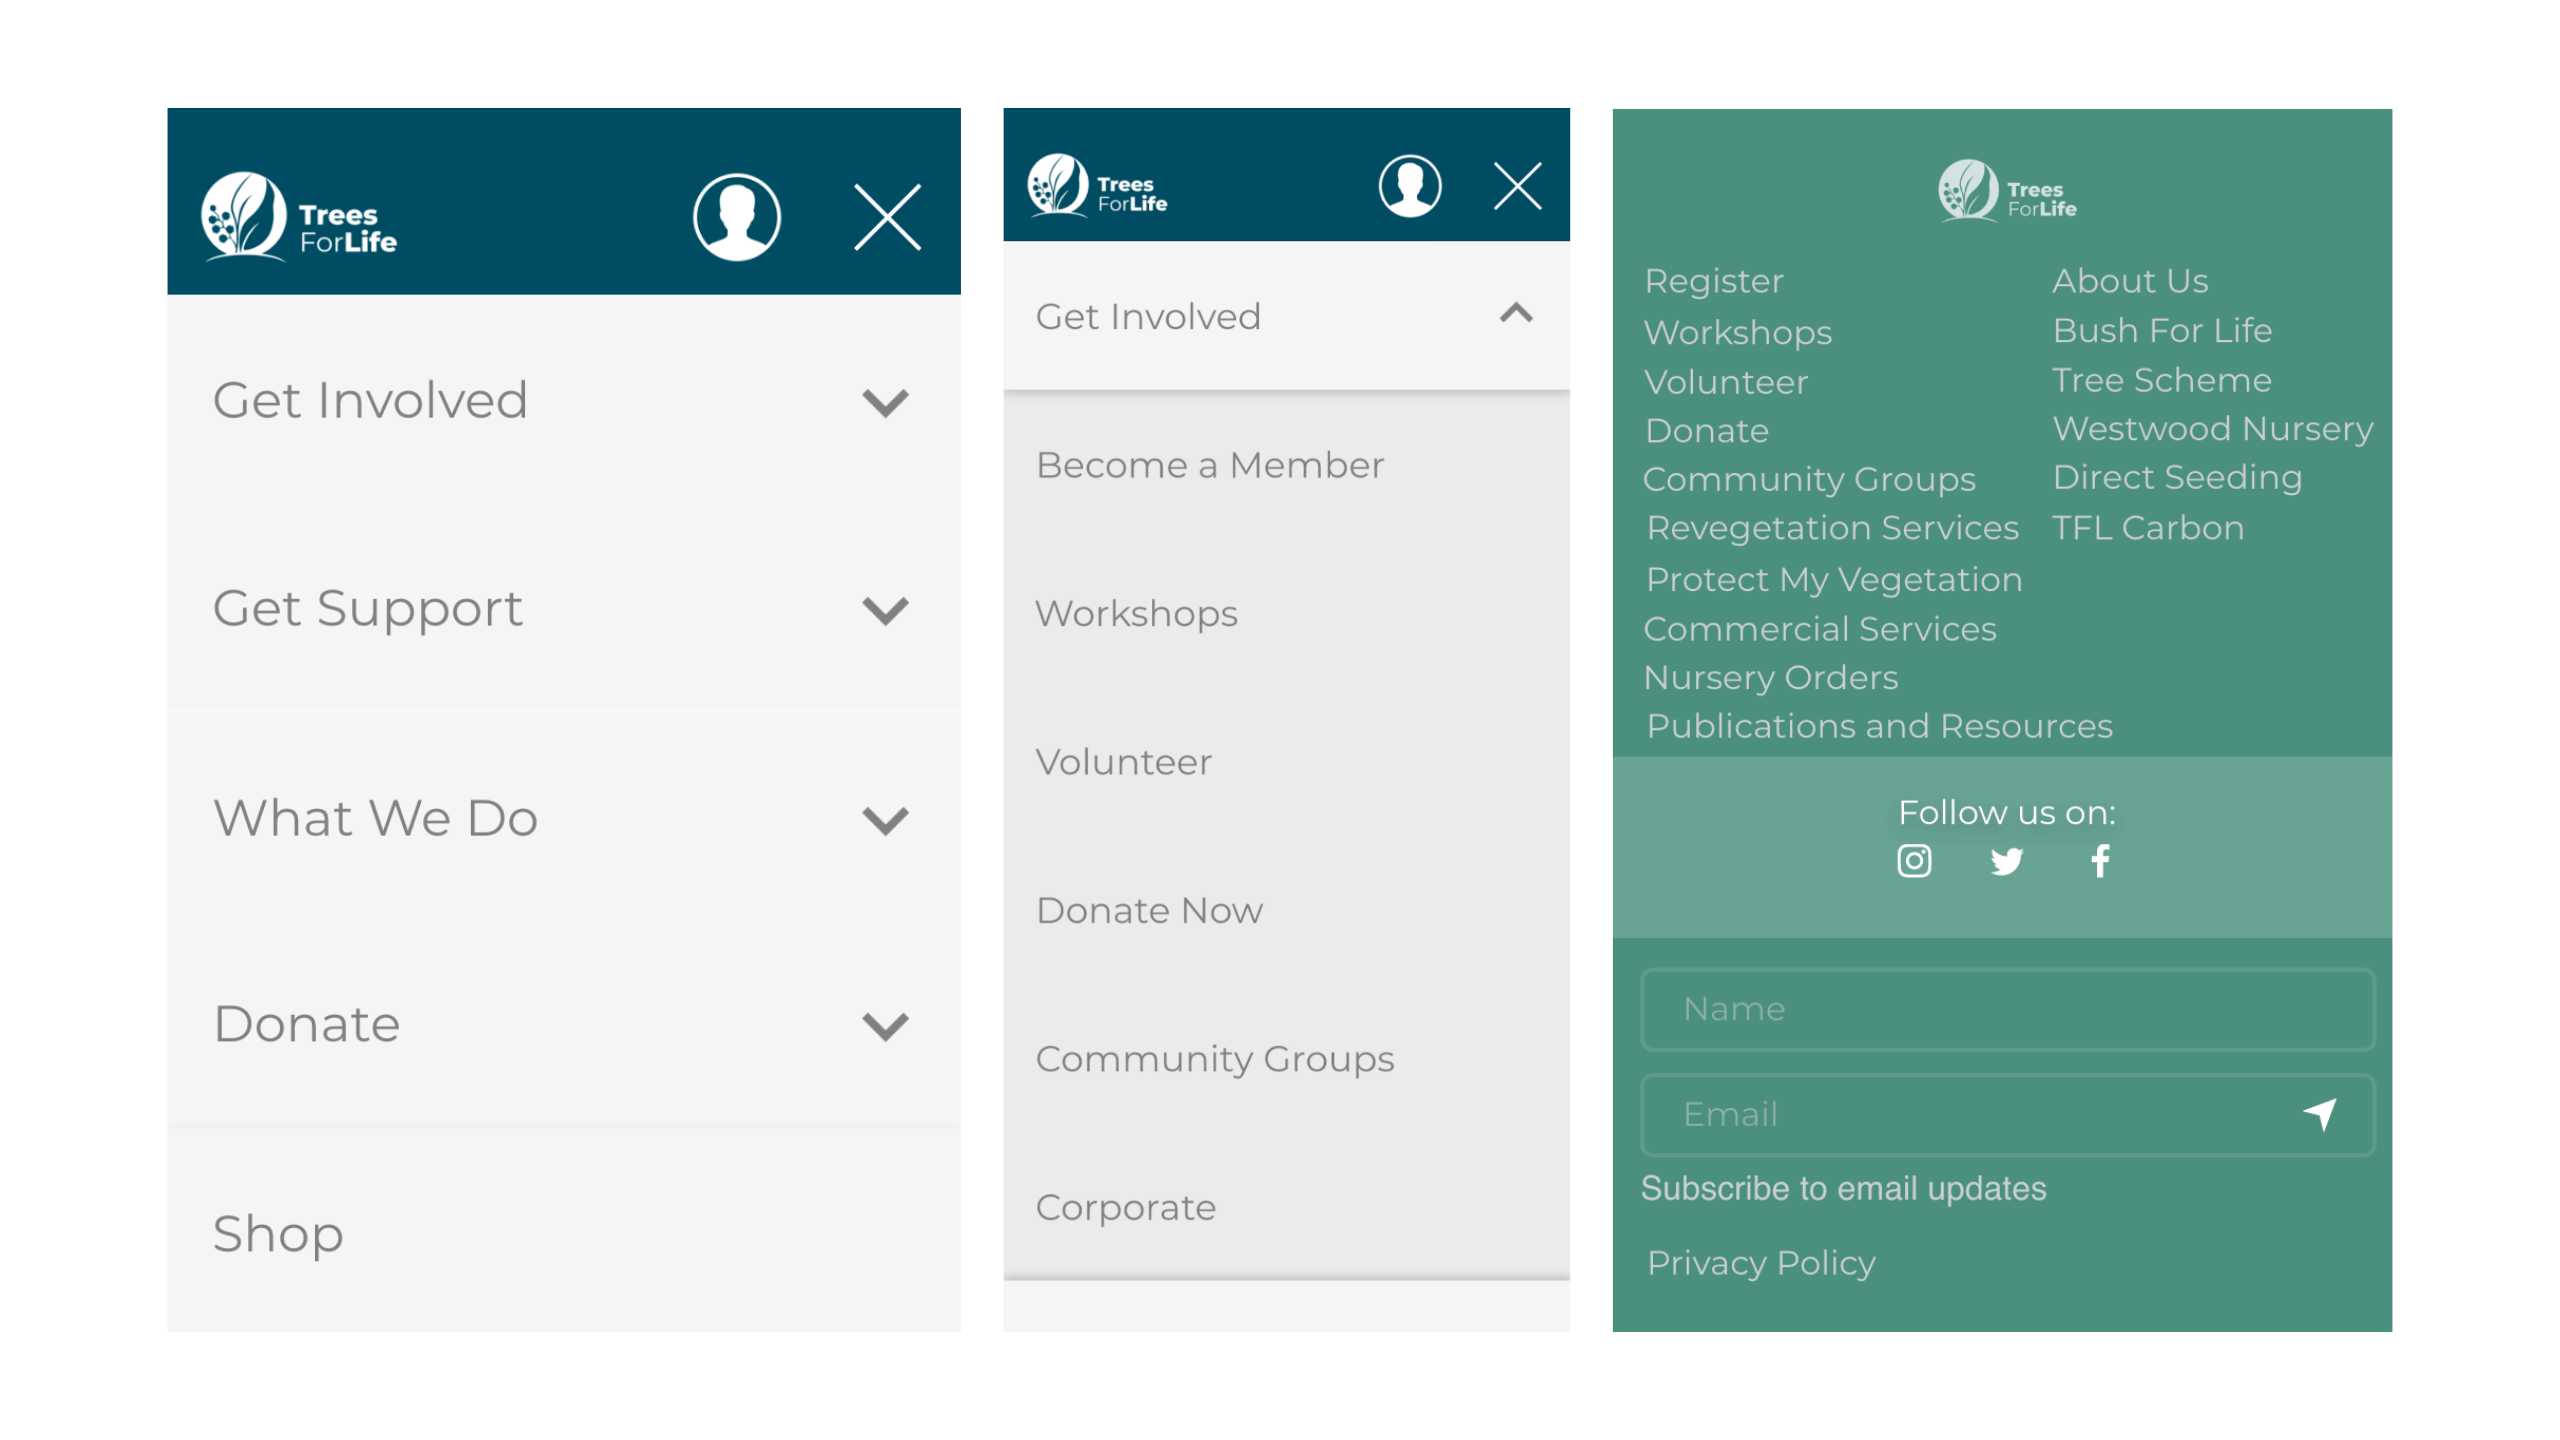 Trees
ForLife
Get Involved
Get Support
What We Do
Donate
Shop
Trees
ForLife
Get Involved
Become a Member
Workshops
Volunteer
Donate Now
Community Groups
Corporate
Trees
ForLife
Register
Workshops
Volunteer
Donate
Community Groups
Revegetation Services
Protect My Vegetation
Commercial Services
Nursery Orders
Publications and Resources
About Us
Bush For Life
Tree Scheme
Westwood Nursery
Direct Seeding
TFL Carbon
Follow us on:
Name
Email
Subscribe to email updates
Privacy Policy